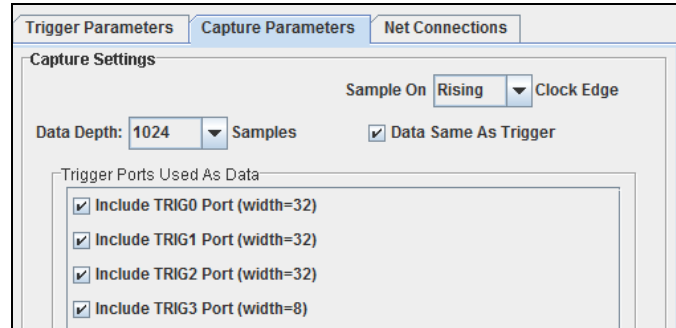 Trigger Parameters Capture Parameters Net Connections
Capture Settings
Sample On Rising Clock Edge
Data Depth: 1024 Samples Data Same As Trigger
Trigger Ports Used As Data
Include TRIG0 Port (width=32)
Include TRIG1 Port (width=32)
Include TRIG2 Port (width=32)
Include TRIG3 Port (width=8)